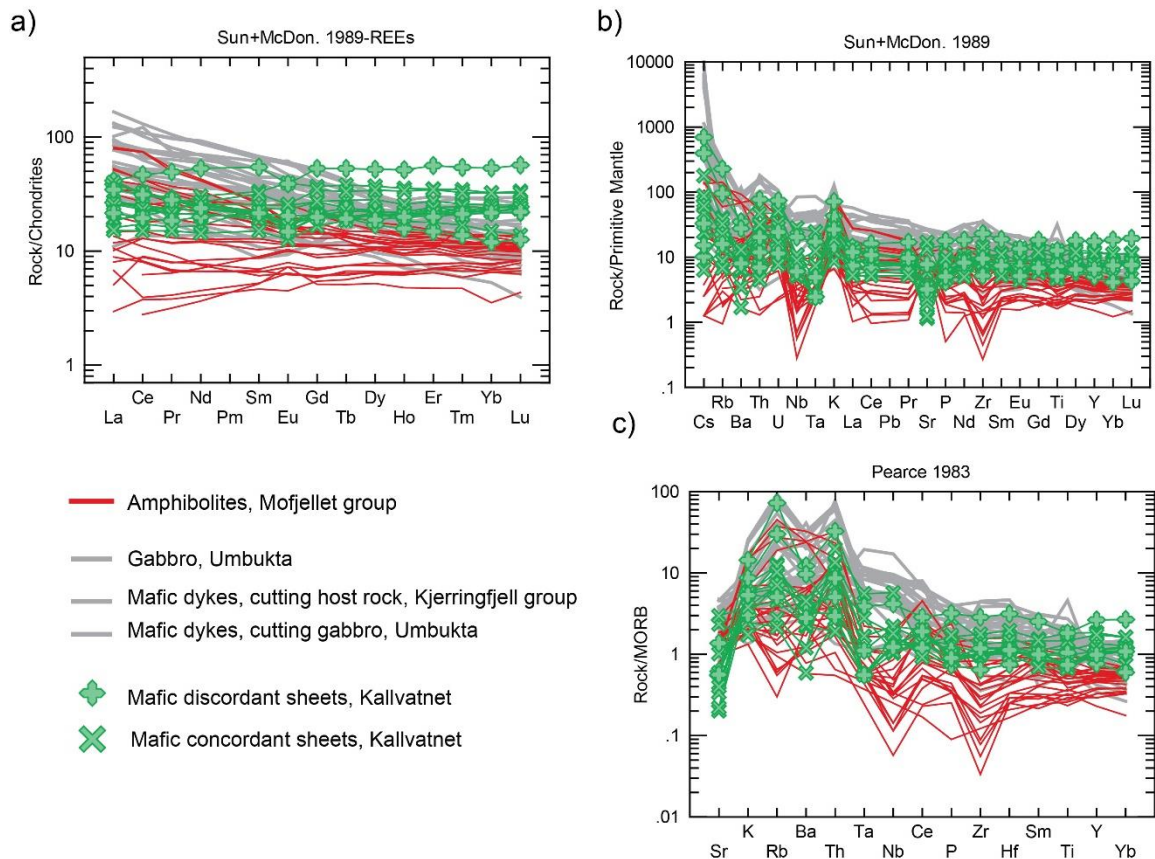 a)
Sun+McDon. 1989-REEs
Rock/Chondrites
100
10
1
Ce Nd Sm Gd Dy Er Yb
La Pr Pm Eu Tb Ho Tm Lu
b)
Sun+McDon. 1989
Rock/Primitive Mantle
10000
1000
100
10
1
.1
Rb Th Nb K Ce Pr P Zr Eu Ti Y Lu
Cs Ba U Ta La Pb Sr Nd Sm Gd Dy Yb
c)
Pearce 1983
Rock/MORB
100
10
1
0.1
.01
K Ba Ta Ce Zr Sm Y
Sr Rb Th Nb P Hf Ti Yb
Amphibolites, Mofjellet group
Gabbro, Umbukta
Mafic dykes, cutting host rock, Kjerringfjell group
Mafic dykes, cutting gabbro, Umbukta
Mafic discordant sheets, Kallvatnet
Mafic concordant sheets, Kallvatnet